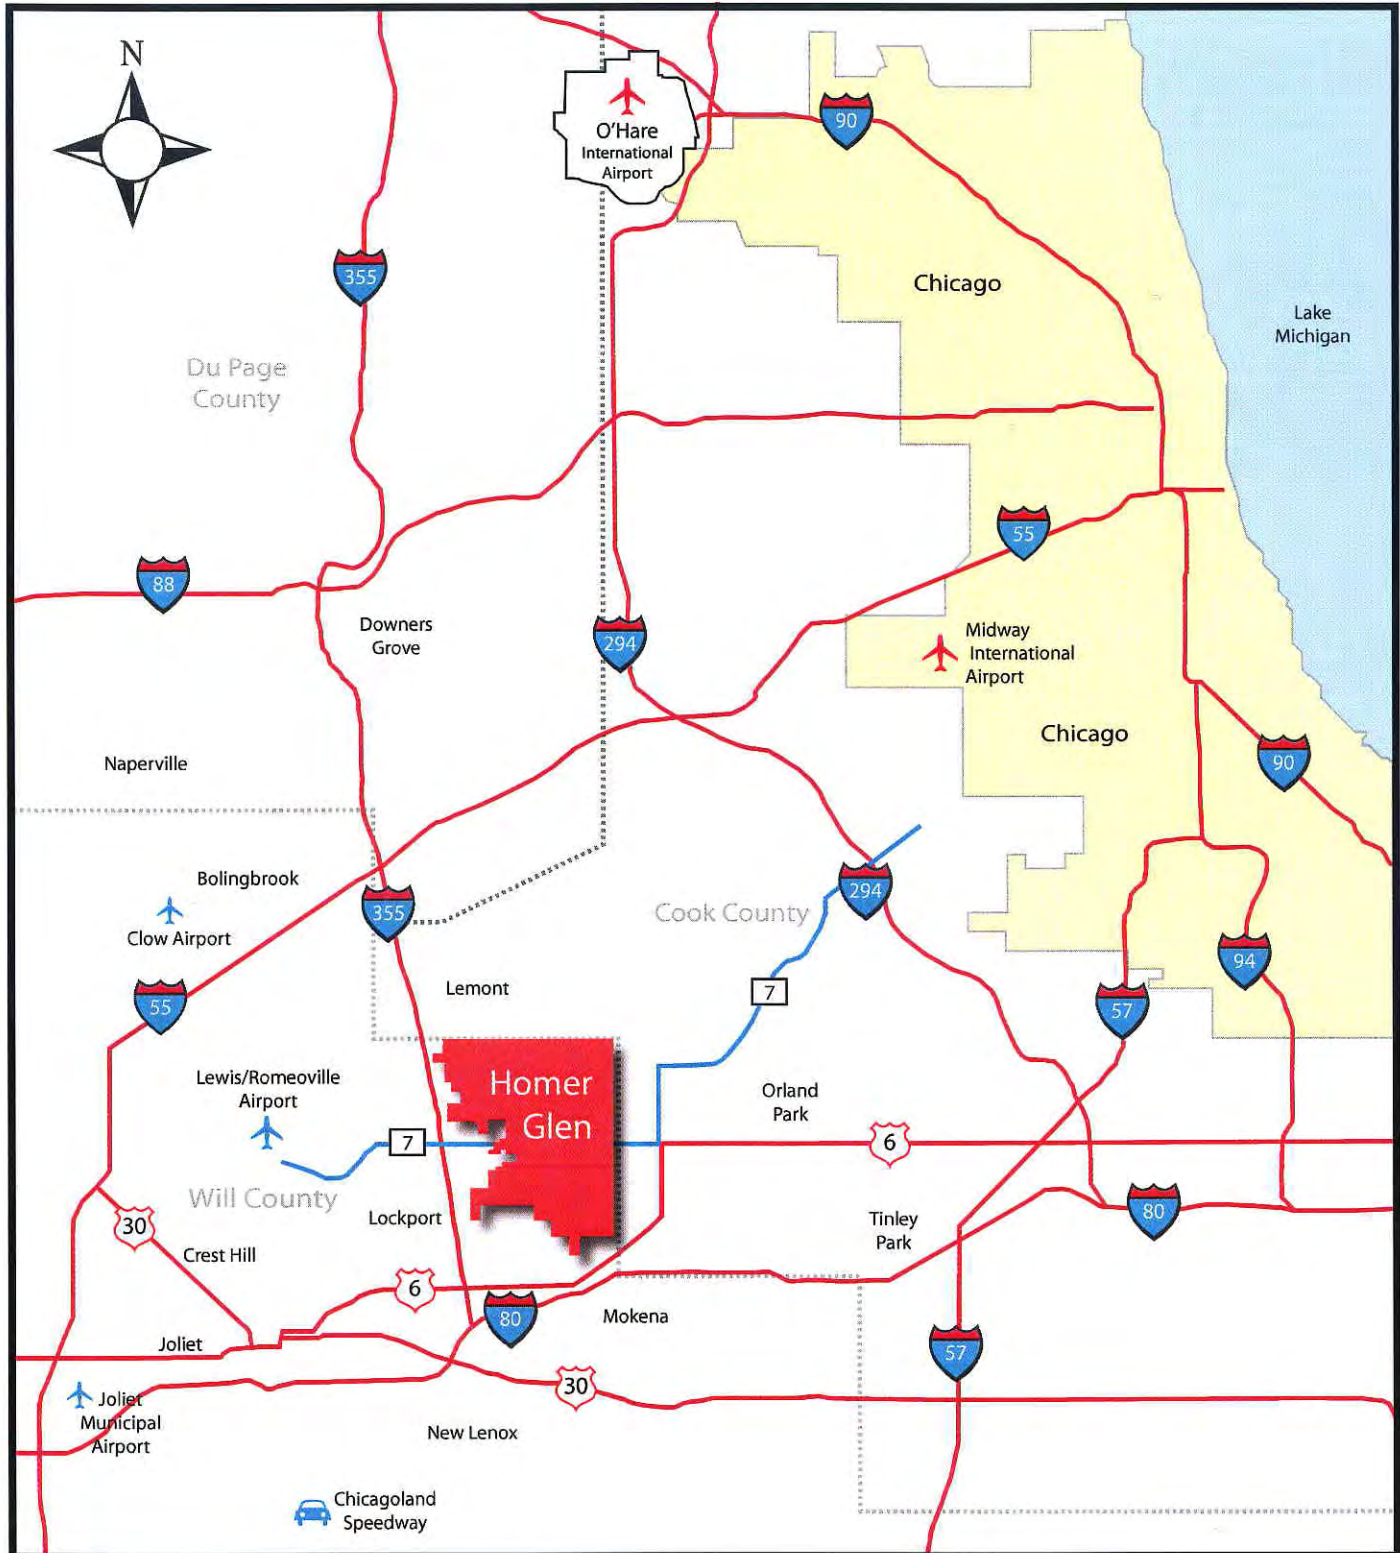 N
O'Hare
International
Airport
90
355
Chicago
Lake
Michigan
Du Page
County
55
88
Downers
Grove
294
Midway
International
Airport
Chicago
Naperville
90
Bolingbrook
294
355
Cook County
Clow Airport
94
Lemont
7
55
57
Lewis/Romeoville
Airport
Homer
Glen
Orland
Park
7
6
Will County
Lockport
80
30
Tinley
Park
Crest Hill
6
80
Mokena
Joliet
57
30
Joliet
Municipal
Airport
New Lenox
Chicagoland
Speedway